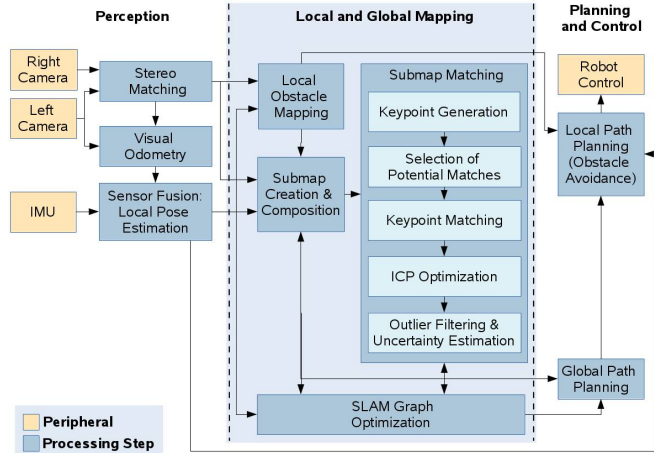 Perception
Local and Global Mapping
Planning
and Control
Right
Camera
Left
Camera
IMU
Stereo
Matching
Visual
Odometry
Sensor Fusion:
Local Pose
Estimation
Local
Obstacle
Mapping
Submap
Creation &
Composition
Submap Matching
Keypoint Generation
Selection of
Potential Matches
Keypoint Matching
ICP Optimization
Outlier Filtering &
Uncertainty Estimation
SLAM Graph
Optimization
Robot
Control
Local Path
Planning
(Obstacle
Avoidance)
Global Path
Planning
Peripheral
Processing Step